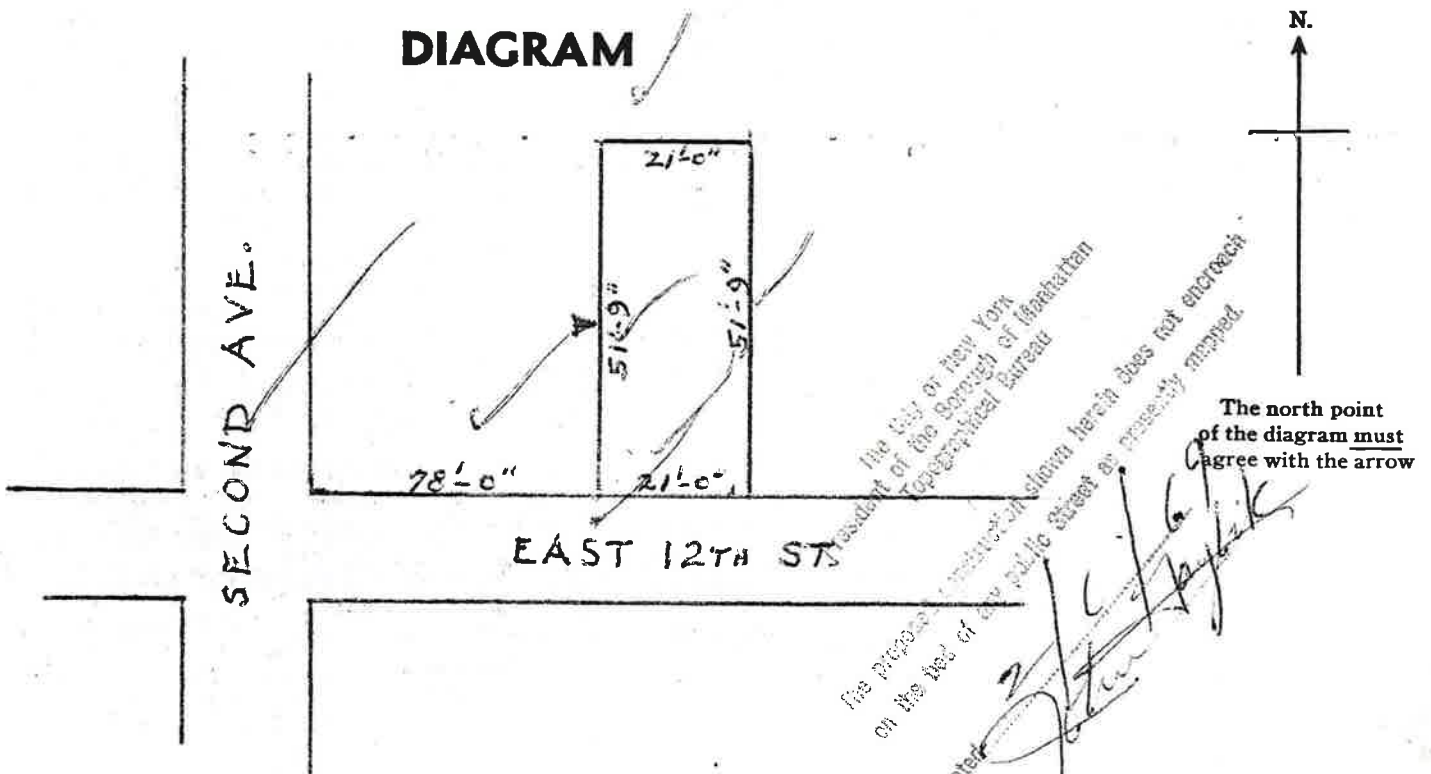 DIAGRAM
N.
21'-0"
SECOND AVE.
51'-9"
51'-9"
The City of New York
President of the Borough of Manhattan
Topographical Bureau
The proposed construction shown herein does not encroach
on the bed of any public Street as presently mapped.
The north point
of the diagram must
agree with the arrow
78'-0"
21'-0"
EAST 12TH ST.